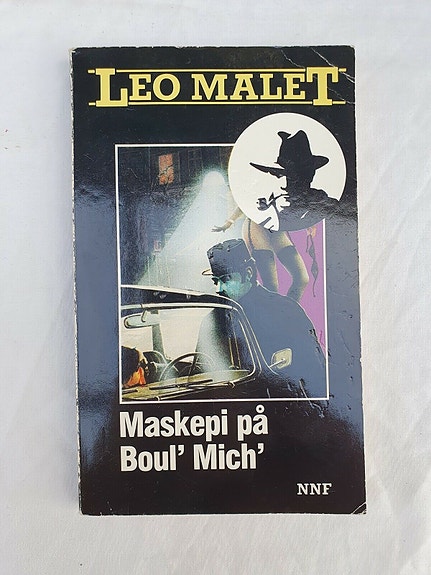 LEO MALET
Maskepi på
Boul' Mich'
NNF